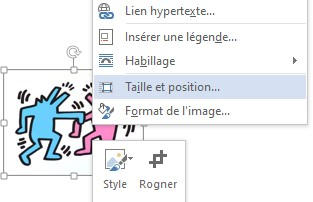 Lien hypertexte...
Insérer une légende...
Habillage
Taille et position...
Format de l'image...
Style
Rogner